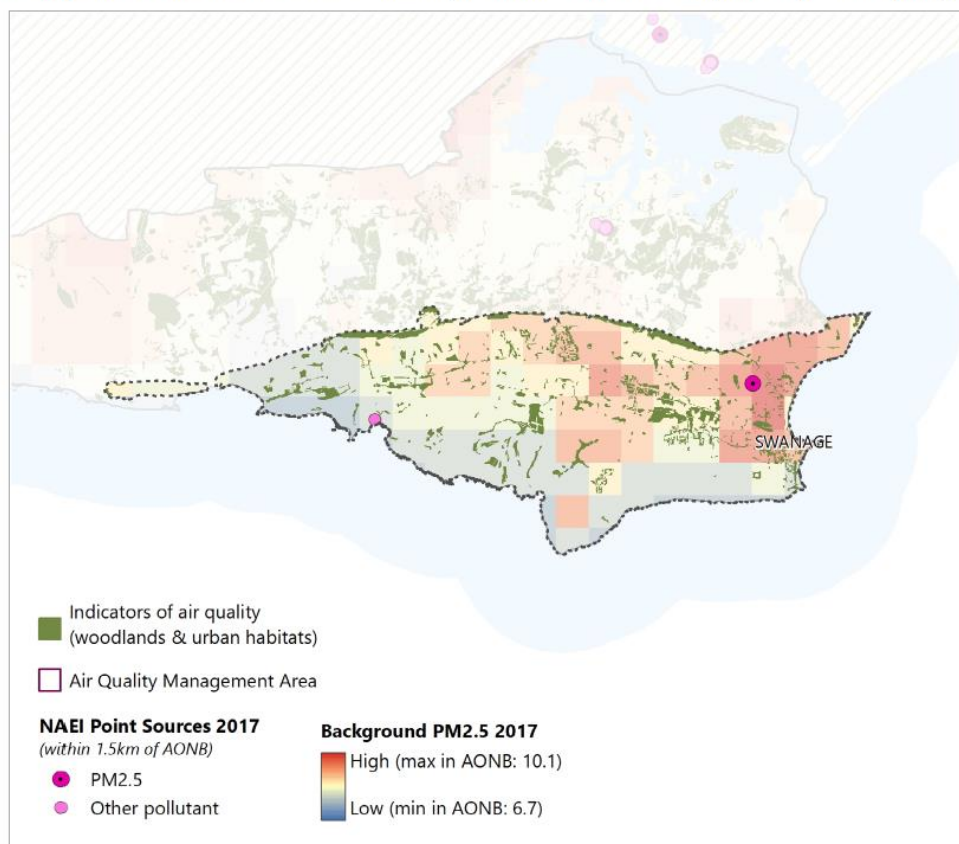 SWANAGE
Indicators of air quality
(woodlands & urban habitats)
Air Quality Management Area
NAEI Point Sources 2017
(within 1.5km of AONB)
PM2.5
Other pollutant
Background PM2.5 2017
High (max in AONB: 10.1)
Low (min in AONB: 6.7)